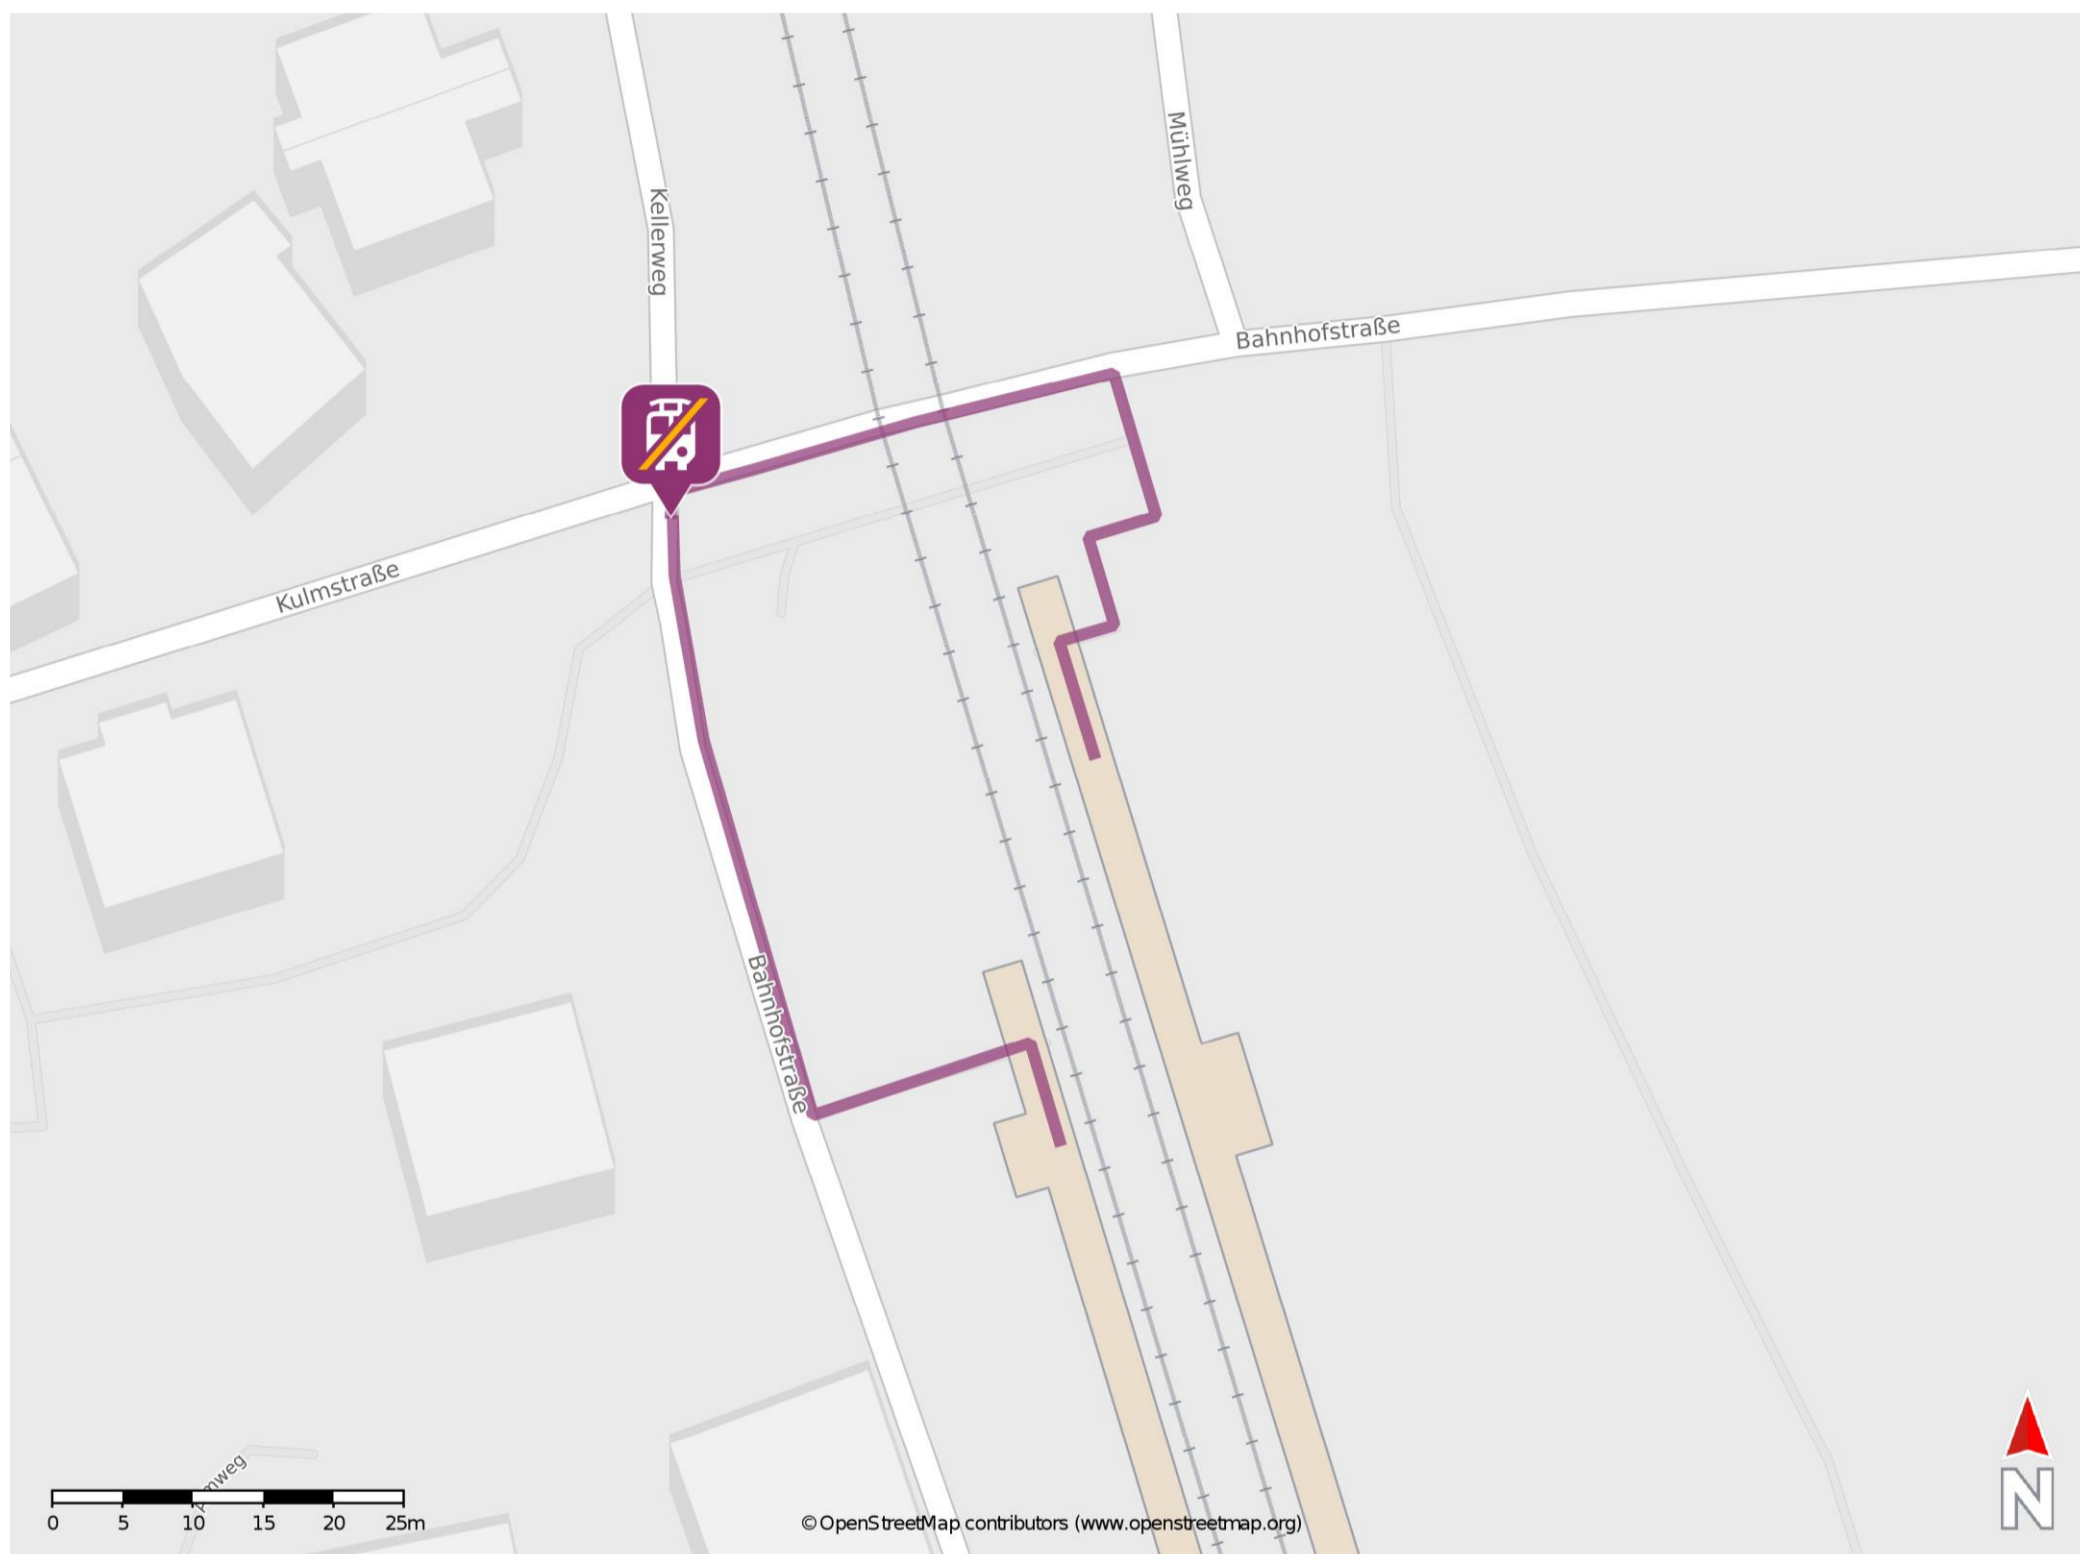 Mühlweg
Kellerweg
Bahnhofstraße
Kulmstraße
Bahnhofstraße
0 5 10 15 20 25m
© OpenStreetMap contributors (www.openstreetmap.org)
N